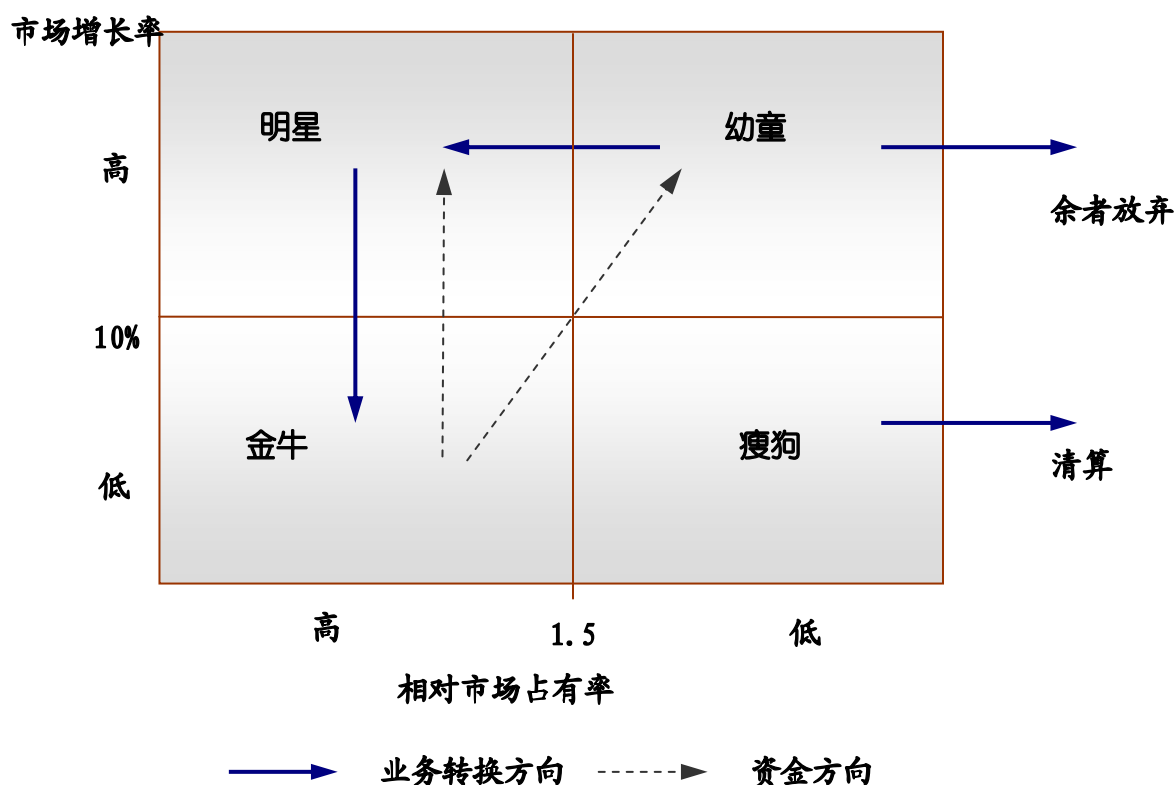 市场增长率
明星
幼童
高
余者放弃
10%
金牛
瘦狗
低
清算
高
1.5
低
相对市场占有率
业务转换方向
资金方向